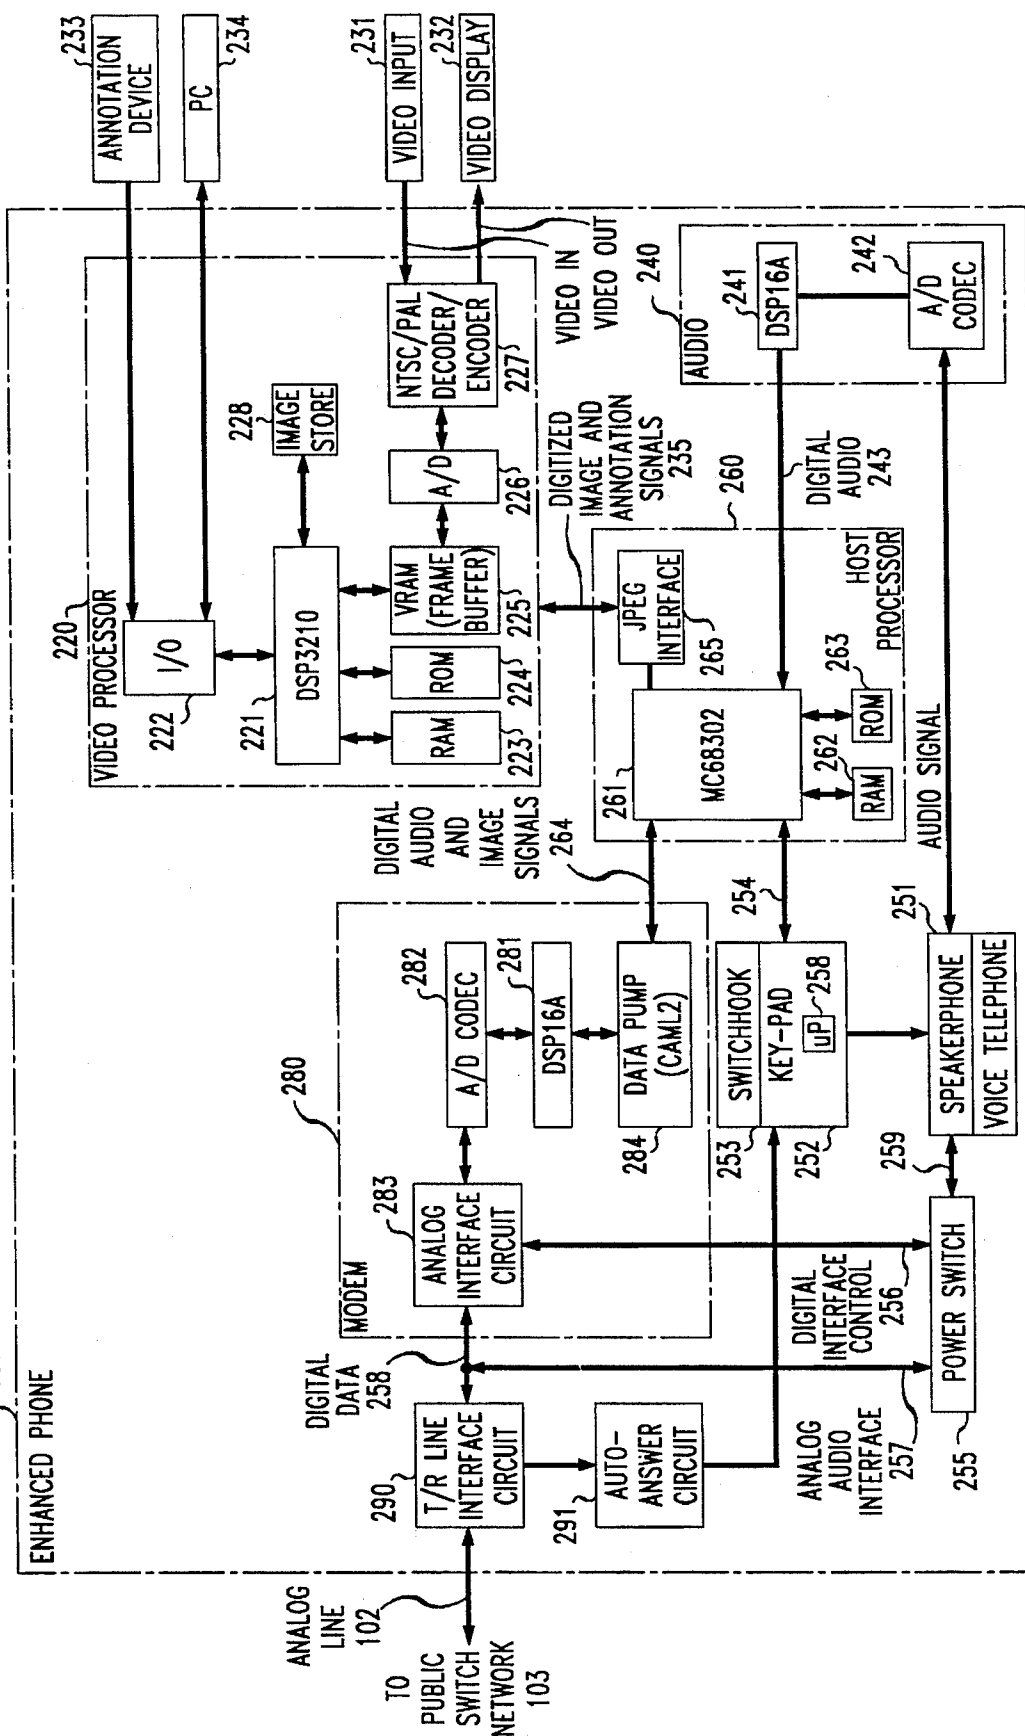 ENHANCED PHONE
ANALOG
LINE
102
TO
PUBLIC
SWITCH
NETWORK
103
290
T/R LINE
INTERFACE
CIRCUIT
291
AUTO-
ANSWER
CIRCUIT
DIGITAL
DATA
258
MODEM
280
283
ANALOG
INTERFACE
CIRCUIT
282
A/D CODEC
281
DSP16A
284
DATA PUMP
(CAML2)
253
SWITCHHOOK
252
KEY-PAD
uP
258
254
ANALOG
AUDIO
INTERFACE
257
DIGITAL
INTERFACE
CONTROL
256
255
POWER SWITCH
259
251
SPEAKERPHONE
VOICE TELEPHONE
AUDIO SIGNAL
DIGITAL
AUDIO
AND
IMAGE
SIGNALS
264
VIDEO PROCESSOR
220
I/O
222
221
DSP3210
228
IMAGE
STORE
RAM
223
ROM
224
VRAM
(FRAME
BUFFER)
225
A/D
226
NTSC/PAL
DECODER/
ENCODER
227
ANNOTATION
DEVICE
233
PC
234
VIDEO INPUT
231
VIDEO DISPLAY
232
VIDEO IN
VIDEO OUT
DIGITIZED
IMAGE AND
ANNOTATION
SIGNALS
235
260
HOST
PROCESSOR
JPEG
INTERFACE
265
261
MC68302
262
RAM
263
ROM
DIGITAL
AUDIO
243
AUDIO
240
241
DSP16A
242
A/D
CODEC